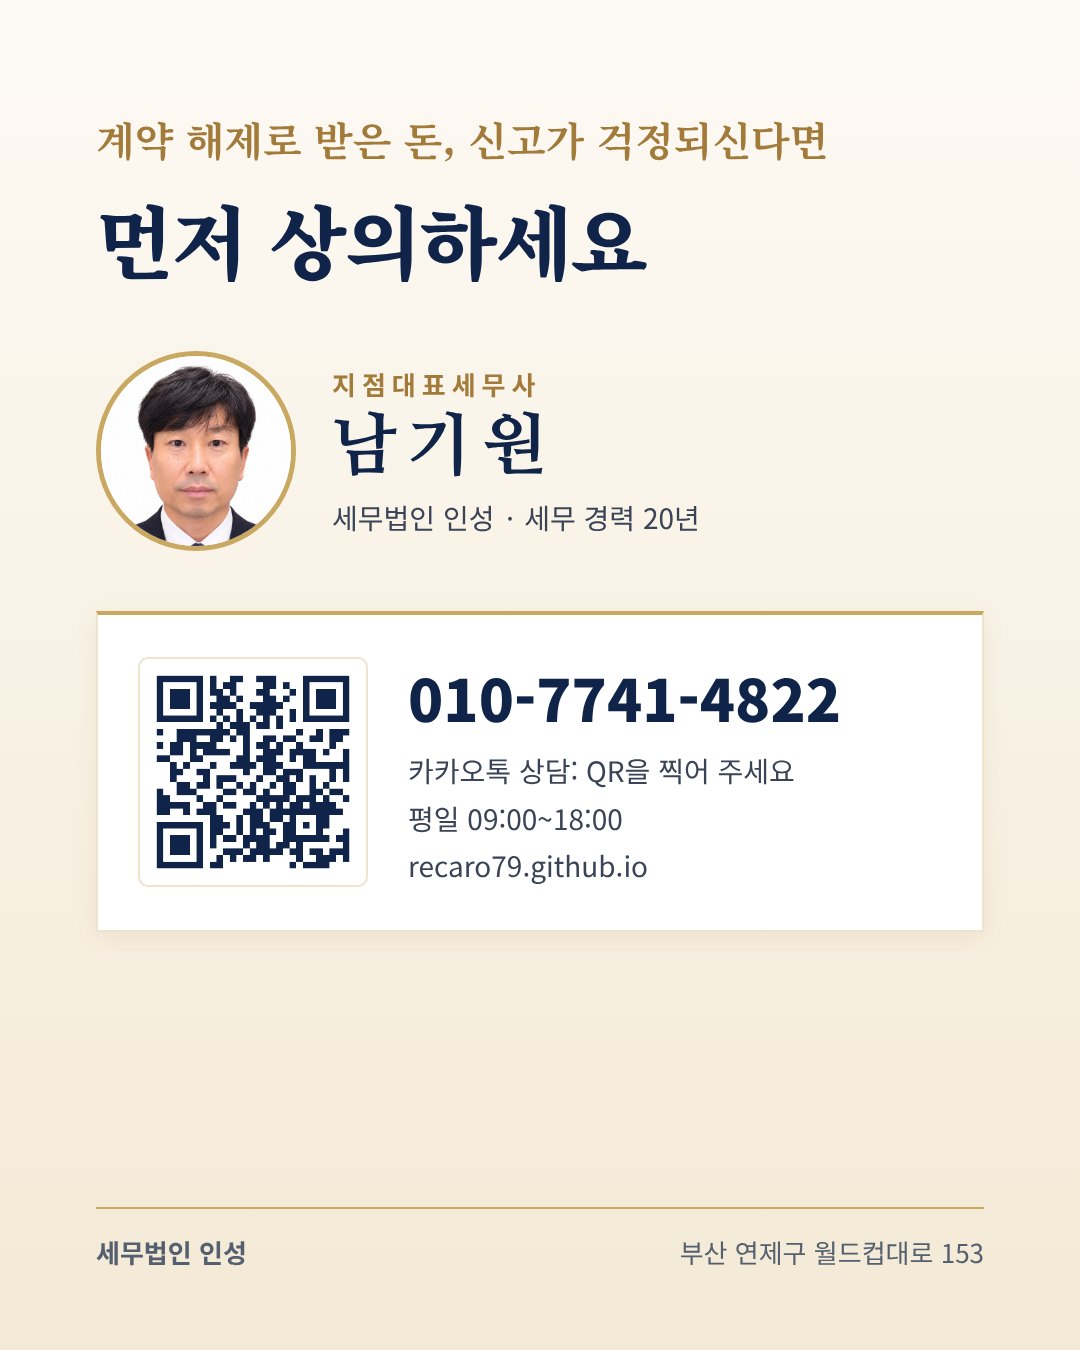 계약 해제로 받은 돈, 신고가 걱정되신다면
먼저 상의하세요
지점대표세무사
남기원
세무법인 인성 · 세무 경력 20년
010-7741-4822
카카오톡 상담: QR을 찍어 주세요
평일 09:00~18:00
recaro79.github.io
세무법인 인성
부산 연제구 월드컵대로 153